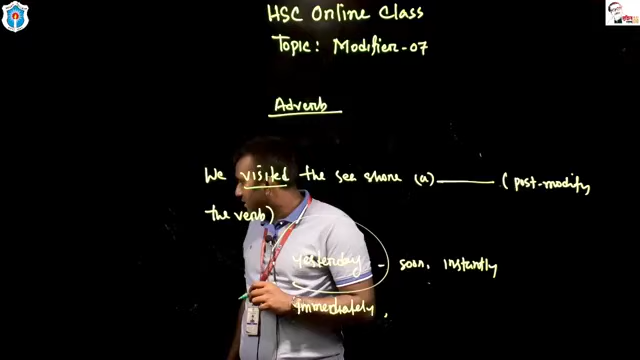 HSC Online Class
Topic: Modifier-07
Adverb
We visited the sea shore (a) ______ (post-modify
the verb)
yesterday - soon, instantly
immediately,